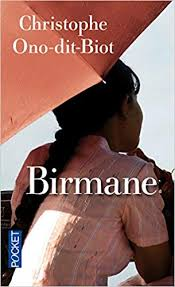 Christophe
Ono-dit-Biot
Birmane
POCKET